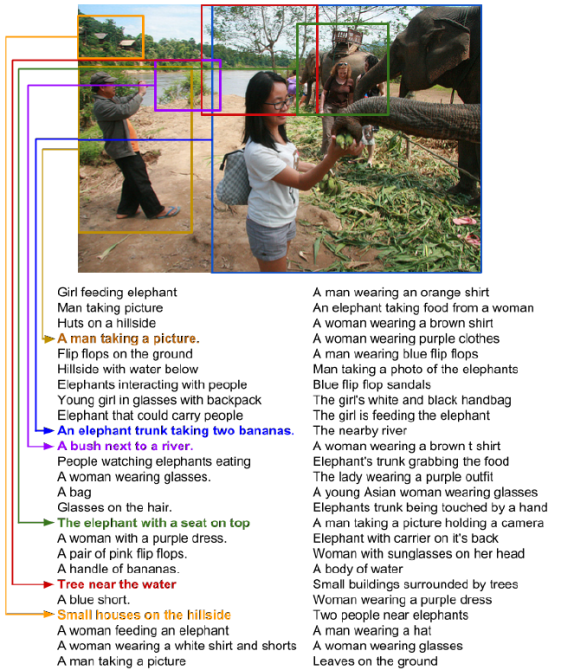 Girl feeding elephant
Man taking picture
Huts on a hillside
A man taking a picture.
Flip flops on the ground
Hillside with water below
Elephants interacting with people
Young girl in glasses with backpack
Elephant that could carry people
An elephant trunk taking two bananas.
A bush next to a river.
People watching elephants eating
A woman wearing glasses.
A bag
Glasses on the hair.
The elephant with a seat on top
A woman with a purple dress.
A pair of pink flip flops.
A handle of bananas.
Tree near the water
A blue short.
Small houses on the hillside
A woman feeding an elephant
A woman wearing a white shirt and shorts
A man taking a picture
A man wearing an orange shirt
An elephant taking food from a woman
A woman wearing a brown shirt
A woman wearing purple clothes
A man wearing blue flip flops
Man taking a photo of the elephants
Blue flip flop sandals
The girl's white and black handbag
The girl is feeding the elephant
The nearby river
A woman wearing a brown t shirt
Elephant's trunk grabbing the food
The lady wearing a purple outfit
A young Asian woman wearing glasses
Elephants trunk being touched by a hand
A man taking a picture holding a camera
Elephant with carrier on it's back
Woman with sunglasses on her head
A body of water
Small buildings surrounded by trees
Woman wearing a purple dress
Two people near elephants
A man wearing a hat
A woman wearing glasses
Leaves on the ground